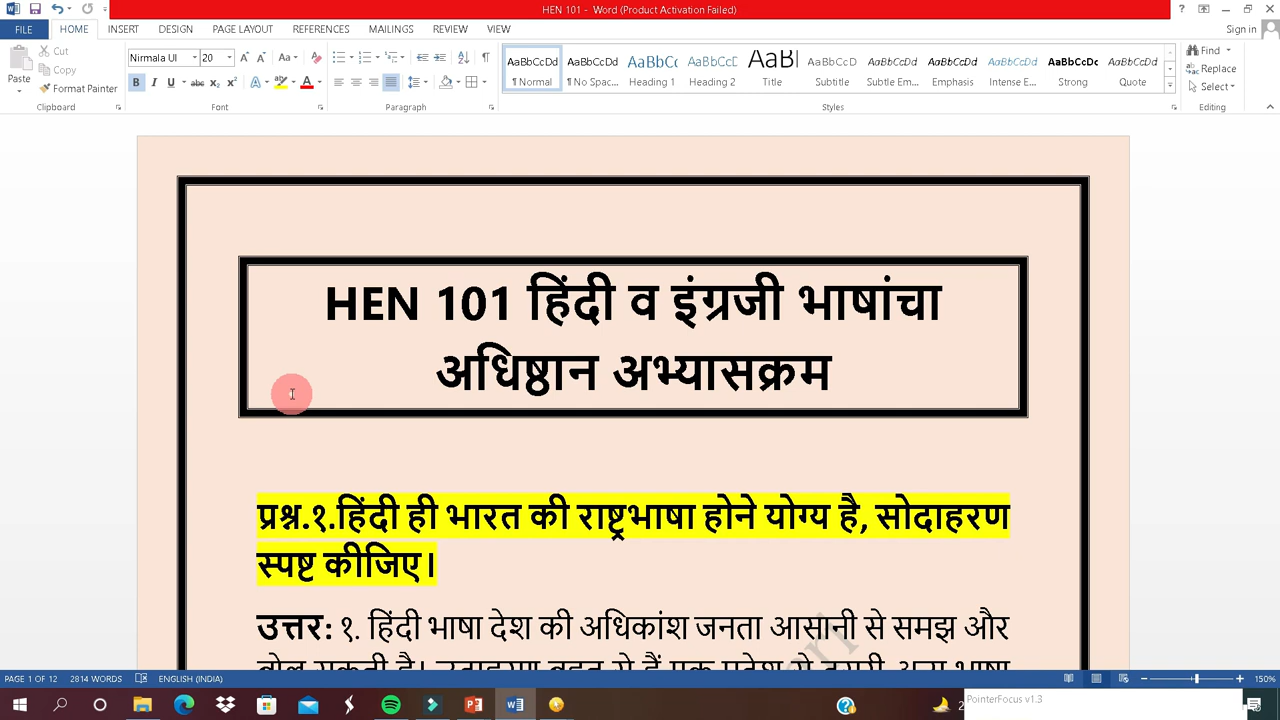 HEN 101 - Word (Product Activation Failed)
FILE HOME INSERT DESIGN PAGE LAYOUT REFERENCES MAILINGS REVIEW VIEW Sign in
Cut
Copy
Format Painter
Paste
Clipboard
Nirmala UI 20
Font
Paragraph
AaBbCcDd AaBbCcDd AaBbCc AaBbCcD AaBl AaBbCcD AaBbCcDd AaBbCcDd AaBbCcDd AaBbCcDc AaBbCcDd
¶ Normal ¶ No Spac... Heading 1 Heading 2 Title Subtitle Subtle Em... Emphasis Intense E... Strong Quote
Styles
Find
Replace
Select
Editing
HEN 101 हिंदी व इंग्रजी भाषांचा
अधिष्ठान अभ्यासक्रम
प्रश्न.१.हिंदी ही भारत की राष्ट्रभाषा होने योग्य है, सोदाहरण
स्पष्ट कीजिए।
उत्तर: १. हिंदी भाषा देश की अधिकांश जनता आसानी से समझ और
PAGE 1 OF 12 2814 WORDS ENGLISH (INDIA) 150%
PointerFocus v1.3